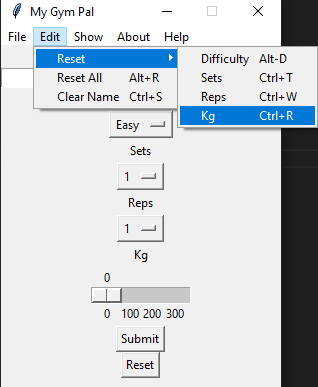 My Gym Pal
File Edit Show About Help
Reset
Reset All Alt+R
Clear Name Ctrl+S
Difficulty Alt-D
Sets Ctrl+T
Reps Ctrl+W
Kg Ctrl+R
Easy
Sets
1
Reps
1
Kg
0
0 100 200 300
Submit
Reset